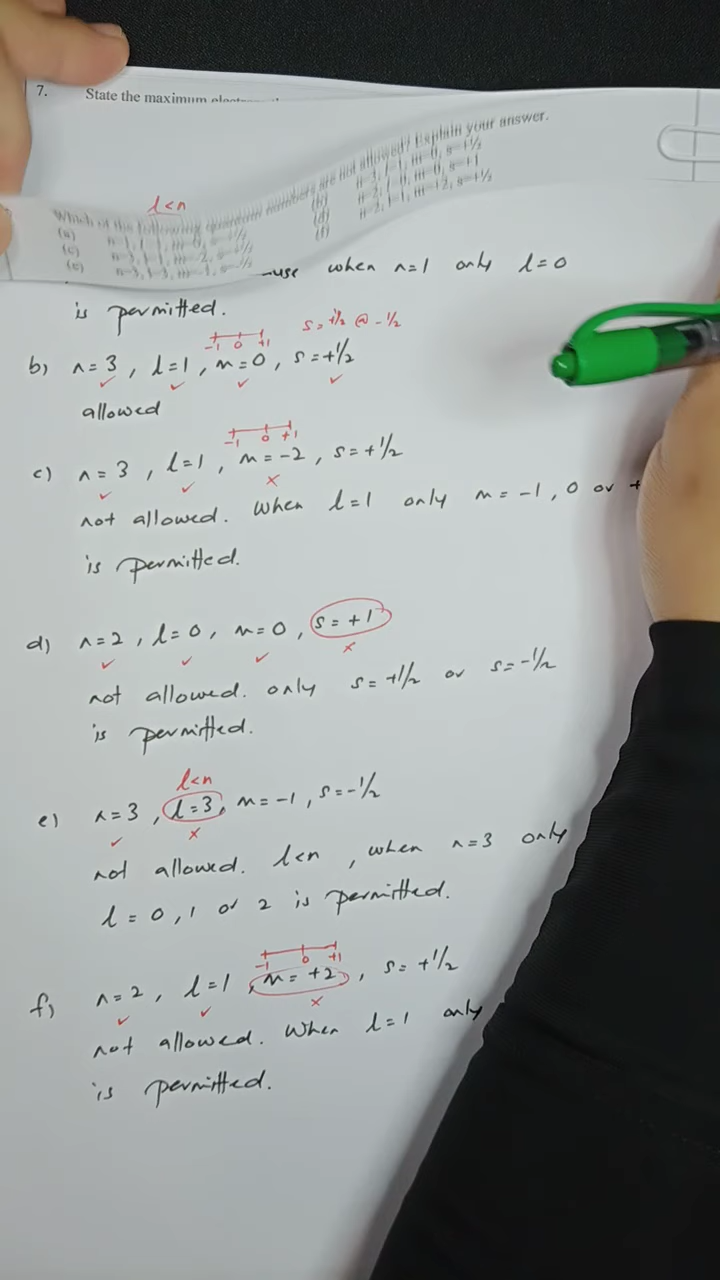 7. State the maximum
Which of the following quantum numbers are not allowed? Explain your answer.
(a) (b)
(c) (d)
(e) (f)
l<n
use when n=1 only l=0
is permitted.
-1 0 +1 s=+1/2 @ -1/2
b) n=3, l=1, m=0, s=+1/2
allowed
-1 0 +1
c) n=3, l=1, m=-2, s=+1/2
not allowed. When l=1 only m=-1, 0 or +
is permitted.
d) n=2, l=0, m=0, s=+1
not allowed. only s=+1/2 or s=-1/2
is permitted.
l<n
e) n=3, l=3, m=-1, s=-1/2
not allowed. l<n, when n=3 only
l=0,1 or 2 is permitted.
-1 0 +1
f) n=2, l=1, m=+2, s=+1/2
not allowed. When l=1 only
is permitted.